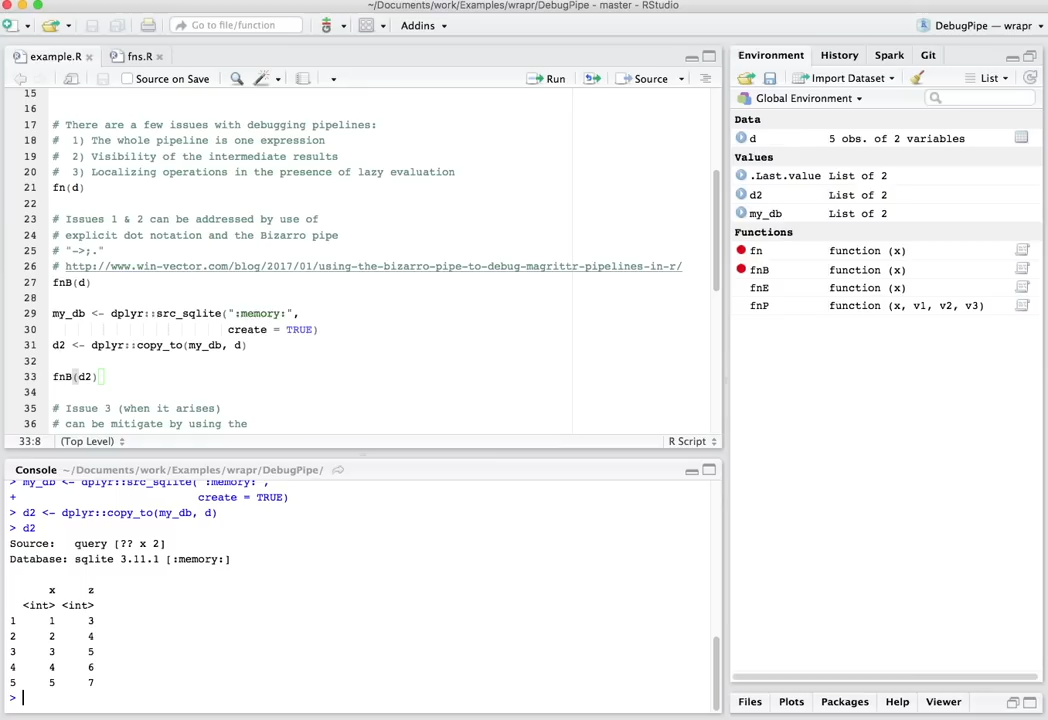 ~/Documents/work/Examples/wrapr/DebugPipe - master - RStudio
Go to file/function
Addins
DebugPipe — wrapr
example.R
fns.R
Source on Save
Run
Source
15
16
17 # There are a few issues with debugging pipelines:
18 #  1) The whole pipeline is one expression
19 #  2) Visibility of the intermediate results
20 #  3) Localizing operations in the presence of lazy evaluation
21 fn(d)
22
23 # Issues 1 & 2 can be addressed by use of
24 # explicit dot notation and the Bizarro pipe
25 # "->;."
26 # http://www.win-vector.com/blog/2017/01/using-the-bizarro-pipe-to-debug-magrittr-pipelines-in-r/
27 fnB(d)
28
29 my_db <- dplyr::src_sqlite(":memory:",
30                            create = TRUE)
31 d2 <- dplyr::copy_to(my_db, d)
32
33 fnB(d2)
34
35 # Issue 3 (when it arises)
36 # can be mitigate by using the
33:8 (Top Level)
R Script
Console ~/Documents/work/Examples/wrapr/DebugPipe/
> my_db <- dplyr::src_sqlite(":memory:",
+                            create = TRUE)
> d2 <- dplyr::copy_to(my_db, d)
> d2
Source:   query [?? x 2]
Database: sqlite 3.11.1 [:memory:]
x     z
<int> <int>
1     1     3
2     2     4
3     3     5
4     4     6
5     5     7
>
Environment History Spark Git
Import Dataset
List
Global Environment
Data
d 5 obs. of 2 variables
Values
.Last.value List of 2
d2 List of 2
my_db List of 2
Functions
fn function (x)
fnB function (x)
fnE function (x)
fnP function (x, v1, v2, v3)
Files Plots Packages Help Viewer